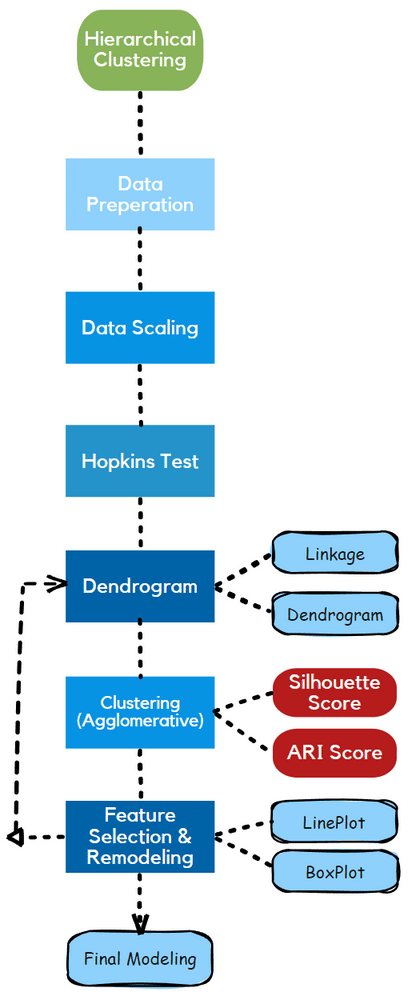 Hierarchical
Clustering
Data
Preperation
Data Scaling
Hopkins Test
Dendrogram
Linkage
Dendrogram
Clustering
(Agglomerative)
Silhouette
Score
ARI Score
Feature
Selection &
Remodeling
LinePlot
BoxPlot
Final Modeling